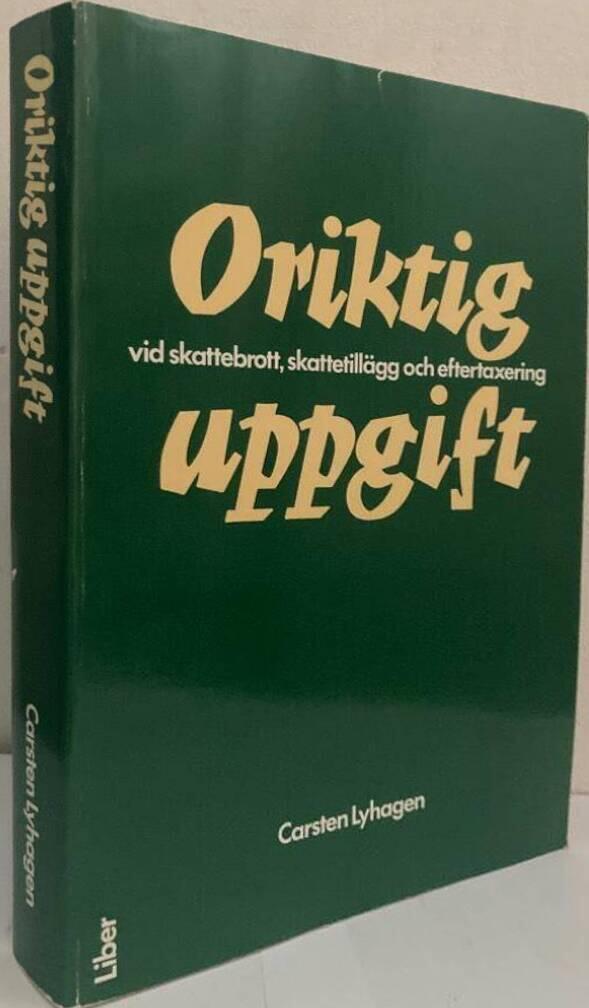 Oriktig
vid skattebrott, skattetillägg och eftertaxering
uppgift
Carsten Lyhagen
Liber
Oriktig uppgift
Carsten Lyhagen